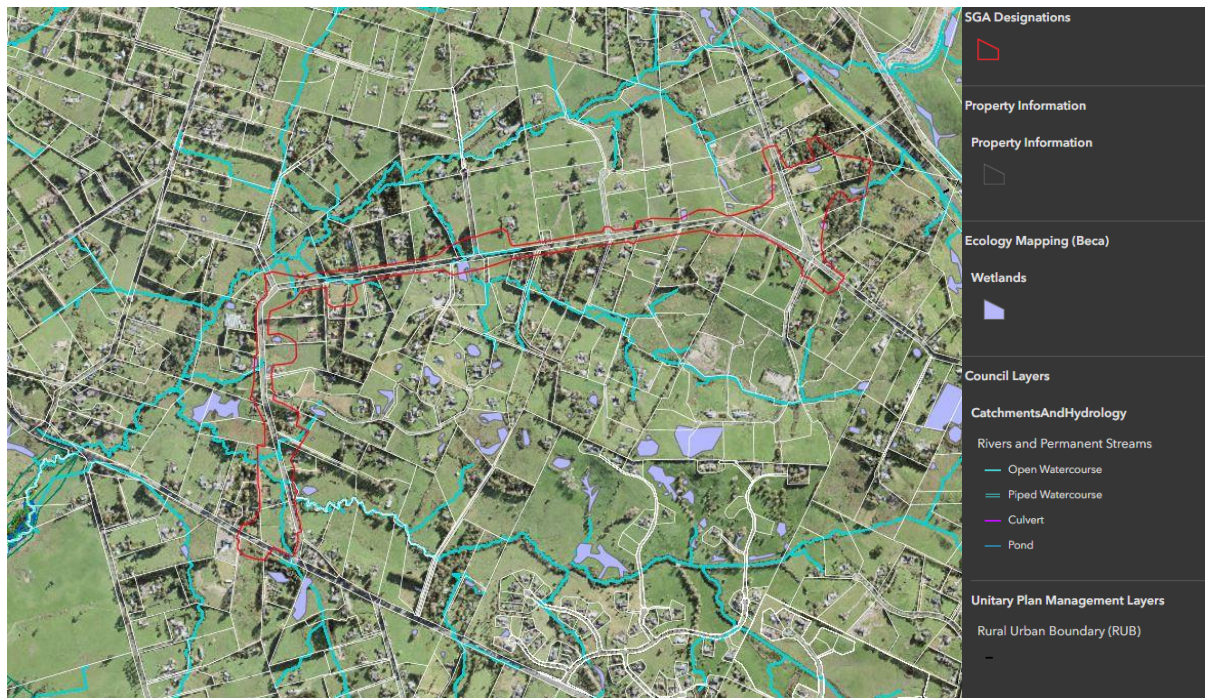 SGA Designations
Property Information
Property Information
Ecology Mapping (Beca)
Wetlands
Council Layers
CatchmentsAndHydrology
Rivers and Permanent Streams
Open Watercourse
Piped Watercourse
Culvert
Pond
Unitary Plan Management Layers
Rural Urban Boundary (RUB)